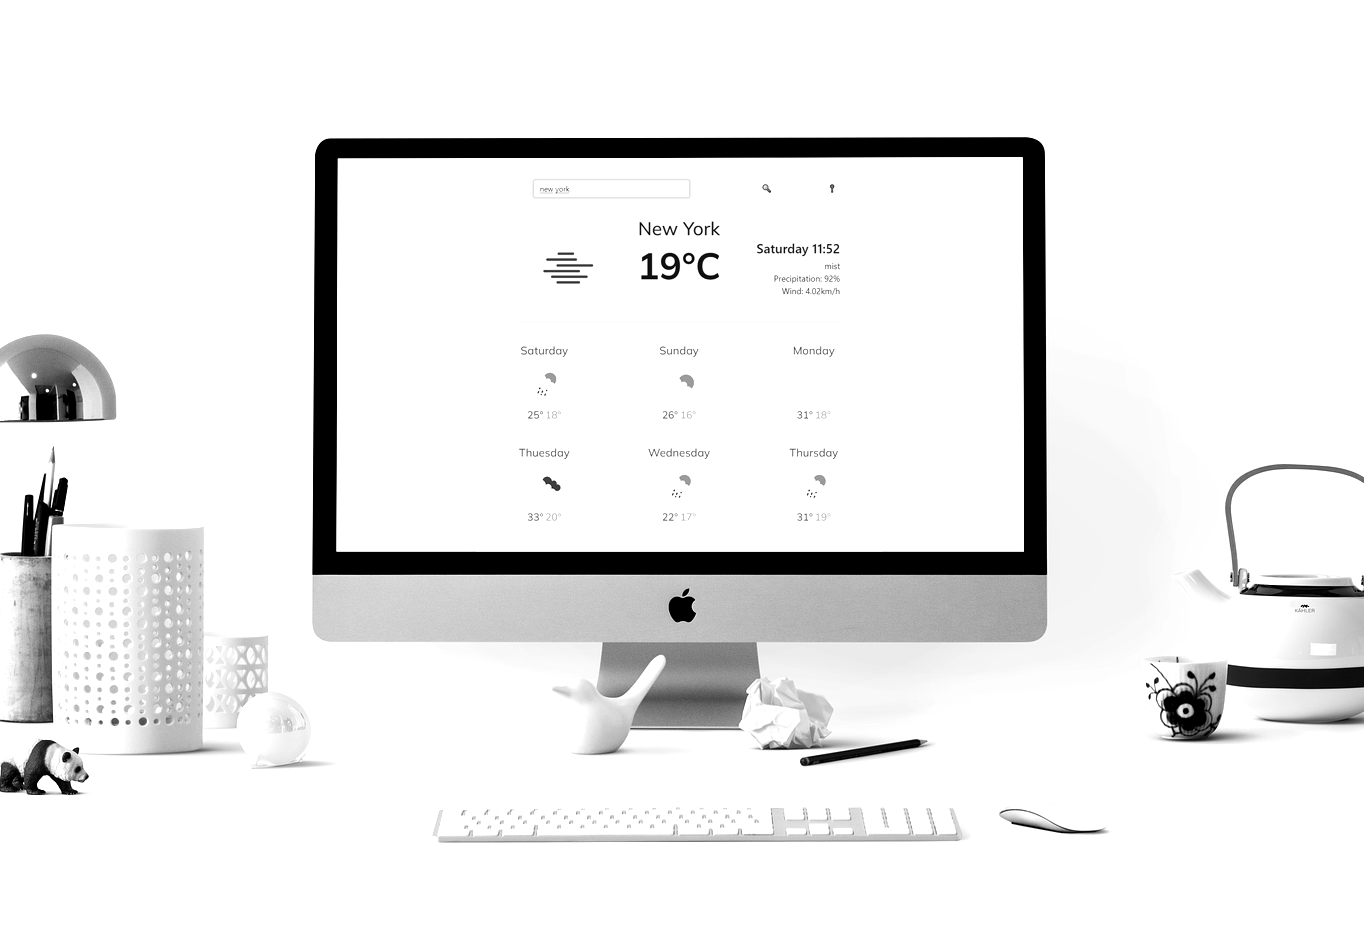 new york
New York
19°C
Saturday 11:52
mist
Precipitation: 92%
Wind: 4.02km/h
Saturday Sunday Monday
25° 18° 26° 16° 31° 18°
Thuesday Wednesday Thursday
33° 20° 22° 17° 31° 19°
KÄHLER